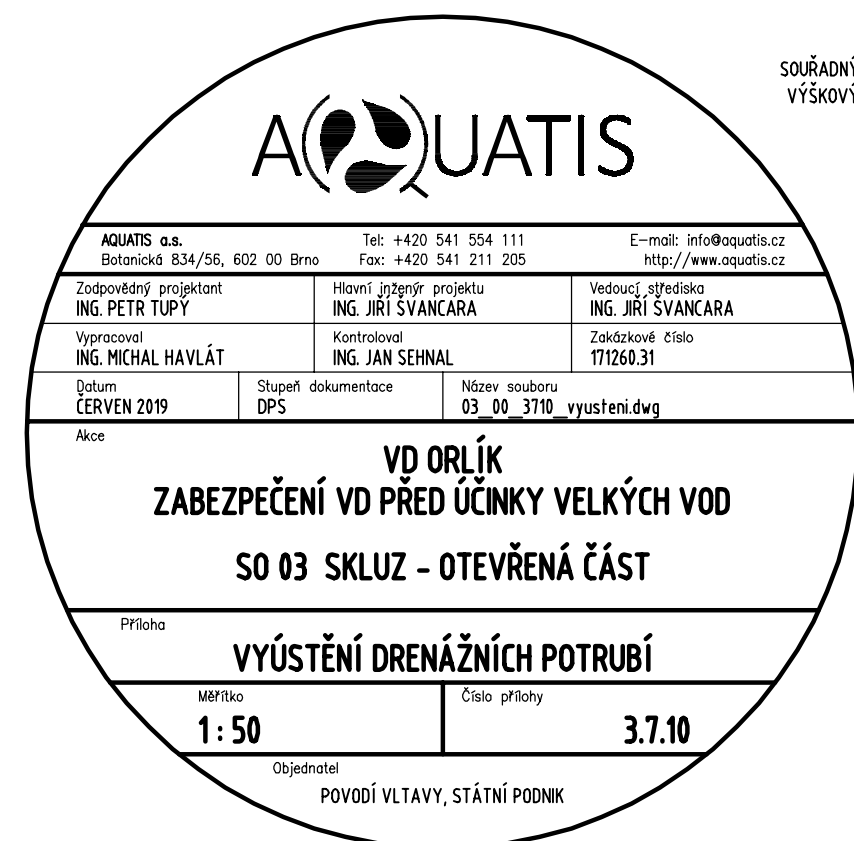 SOUŘADNÝ
VÝŠKOVÝ
AQUATIS
AQUATIS a.s. Tel: +420 541 554 111 E-mail: info@aquatis.cz
Botanická 834/56, 602 00 Brno Fax: +420 541 211 205 http://www.aquatis.cz
Zodpovědný projektant Hlavní inženýr projektu Vedoucí střediska
ING. PETR TUPÝ ING. JIŘÍ ŠVANCARA ING. JIŘÍ ŠVANCARA
Vypracoval Kontroloval Zakázkové číslo
ING. MICHAL HAVLÁT ING. JAN SEHNAL 171260.31
Datum Stupeň dokumentace Název souboru
ČERVEN 2019 DPS 03_00_3710_vyusteni.dwg
Akce
VD ORLÍK
ZABEZPEČENÍ VD PŘED ÚČINKY VELKÝCH VOD
SO 03 SKLUZ - OTEVŘENÁ ČÁST
Příloha
VYÚSTĚNÍ DRENÁŽNÍCH POTRUBÍ
Měřítko Číslo přílohy
1 : 50 3.7.10
Objednatel
POVODÍ VLTAVY, STÁTNÍ PODNIK